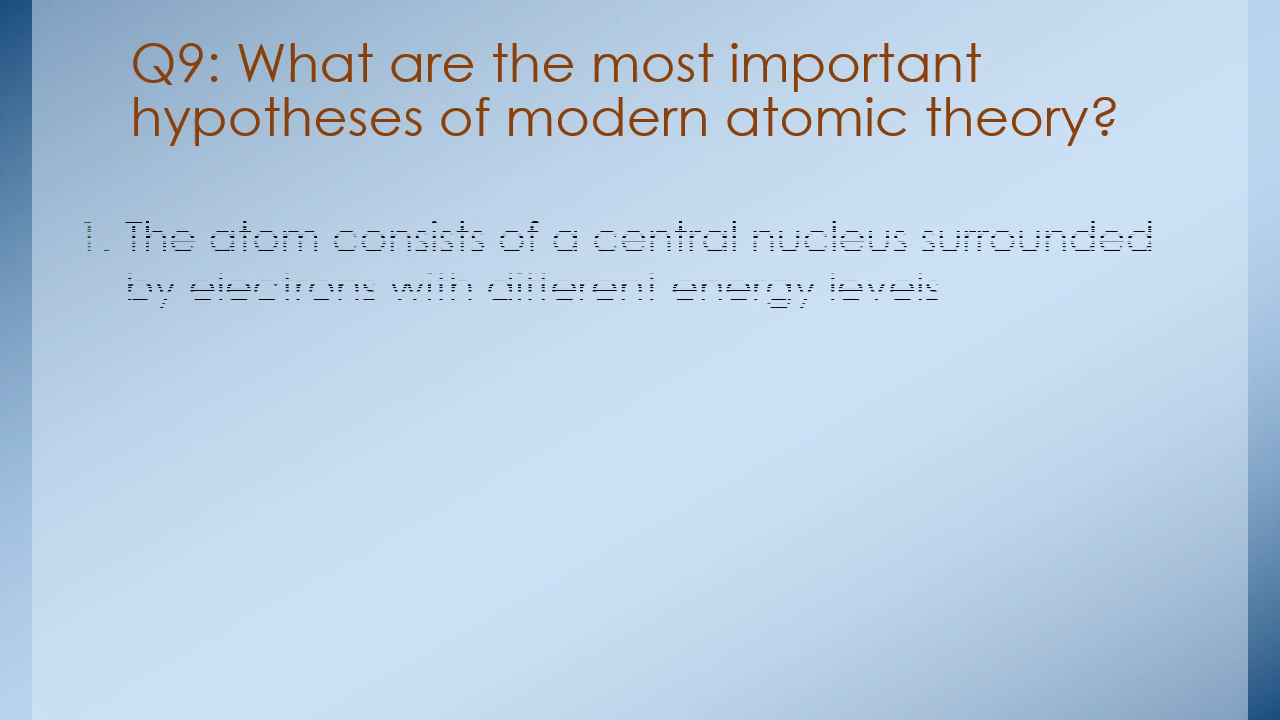 Q9: What are the most important
hypotheses of modern atomic theory?
1. The atom consists of a central nucleus surrounded
by electrons with different energy levels